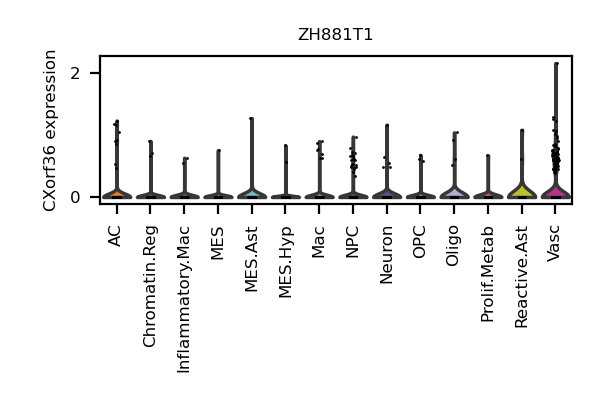 ZH881T1
CXorf36 expression
2
0
AC
Chromatin.Reg
Inflammatory.Mac
MES
MES.Ast
MES.Hyp
Mac
NPC
Neuron
OPC
Oligo
Prolif.Metab
Reactive.Ast
Vasc